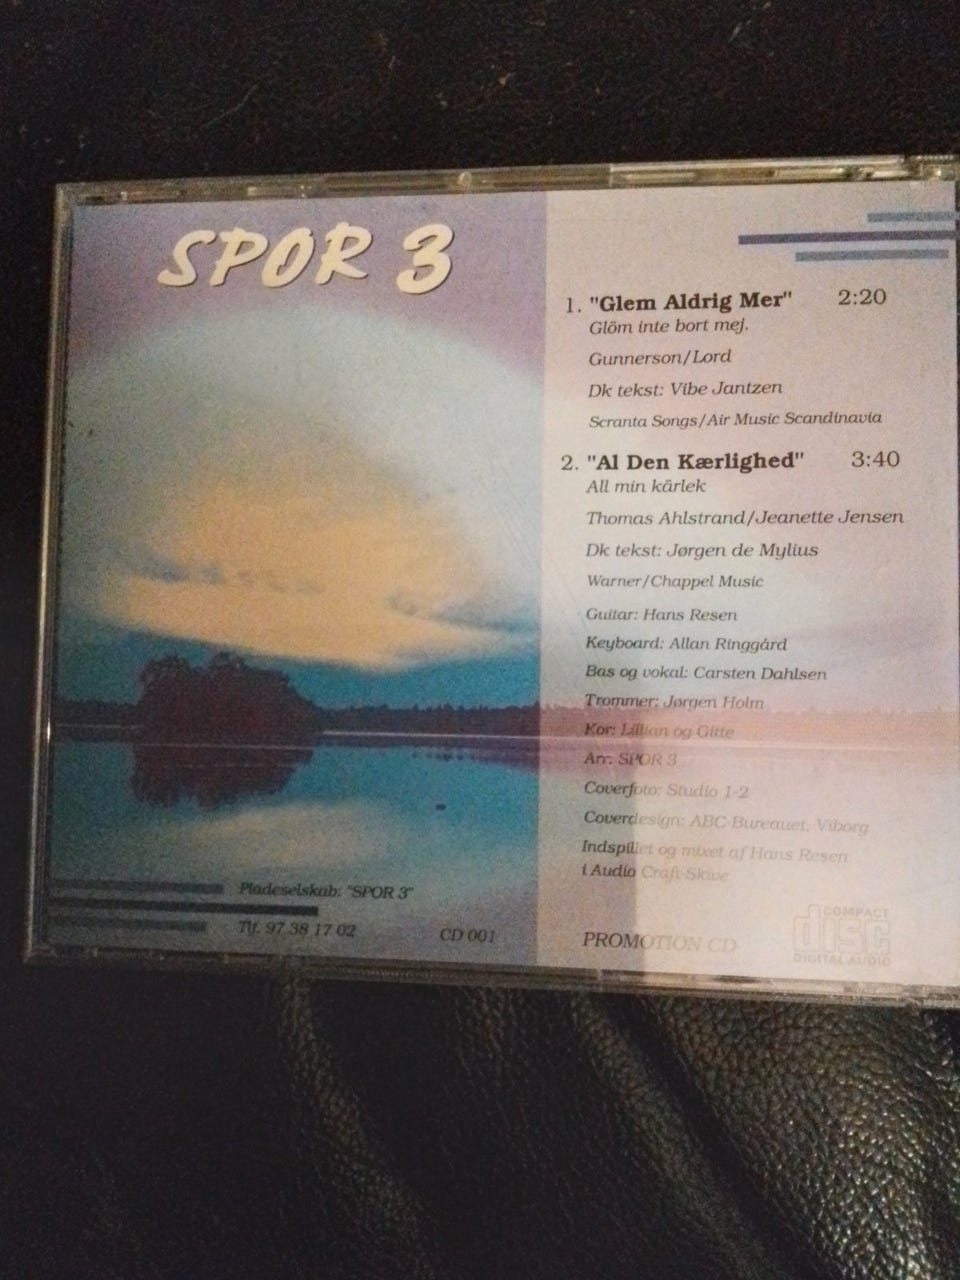 SPOR 3
1. "Glem Aldrig Mer" 2:20
Glöm inte bort mej.
Gunnerson/Lord
Dk tekst: Vibe Jantzen
Scranta Songs/Air Music Scandinavia
2. "Al Den Kærlighed" 3:40
All min kärlek
Thomas Ahlstrand/Jeanette Jensen
Dk tekst: Jørgen de Mylius
Warner/Chappel Music
Guitar: Hans Resen
Keyboard: Allan Ringgård
Bas og vokal: Carsten Dahlsen
Trommer: Jørgen Holm
Kor: Lillian og Gitte
Arr: SPOR 3
Coverfoto: Studio 1-2
Coverdesign: ABC-Bureauet, Viborg
Indspillet og mixet af Hans Resen
i Audio Craft Skive
Pladeselskab: "SPOR 3"
Tlf. 97 38 17 02
CD 001
PROMOTION CD
COMPACT
disc
DIGITAL AUDIO